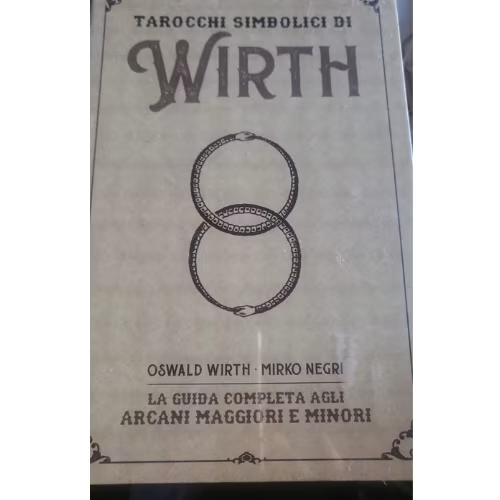 TAROCCHI SIMBOLICI DI
WIRTH
OSWALD WIRTH · MIRKO NEGRI
LA GUIDA COMPLETA AGLI
ARCANI MAGGIORI E MINORI